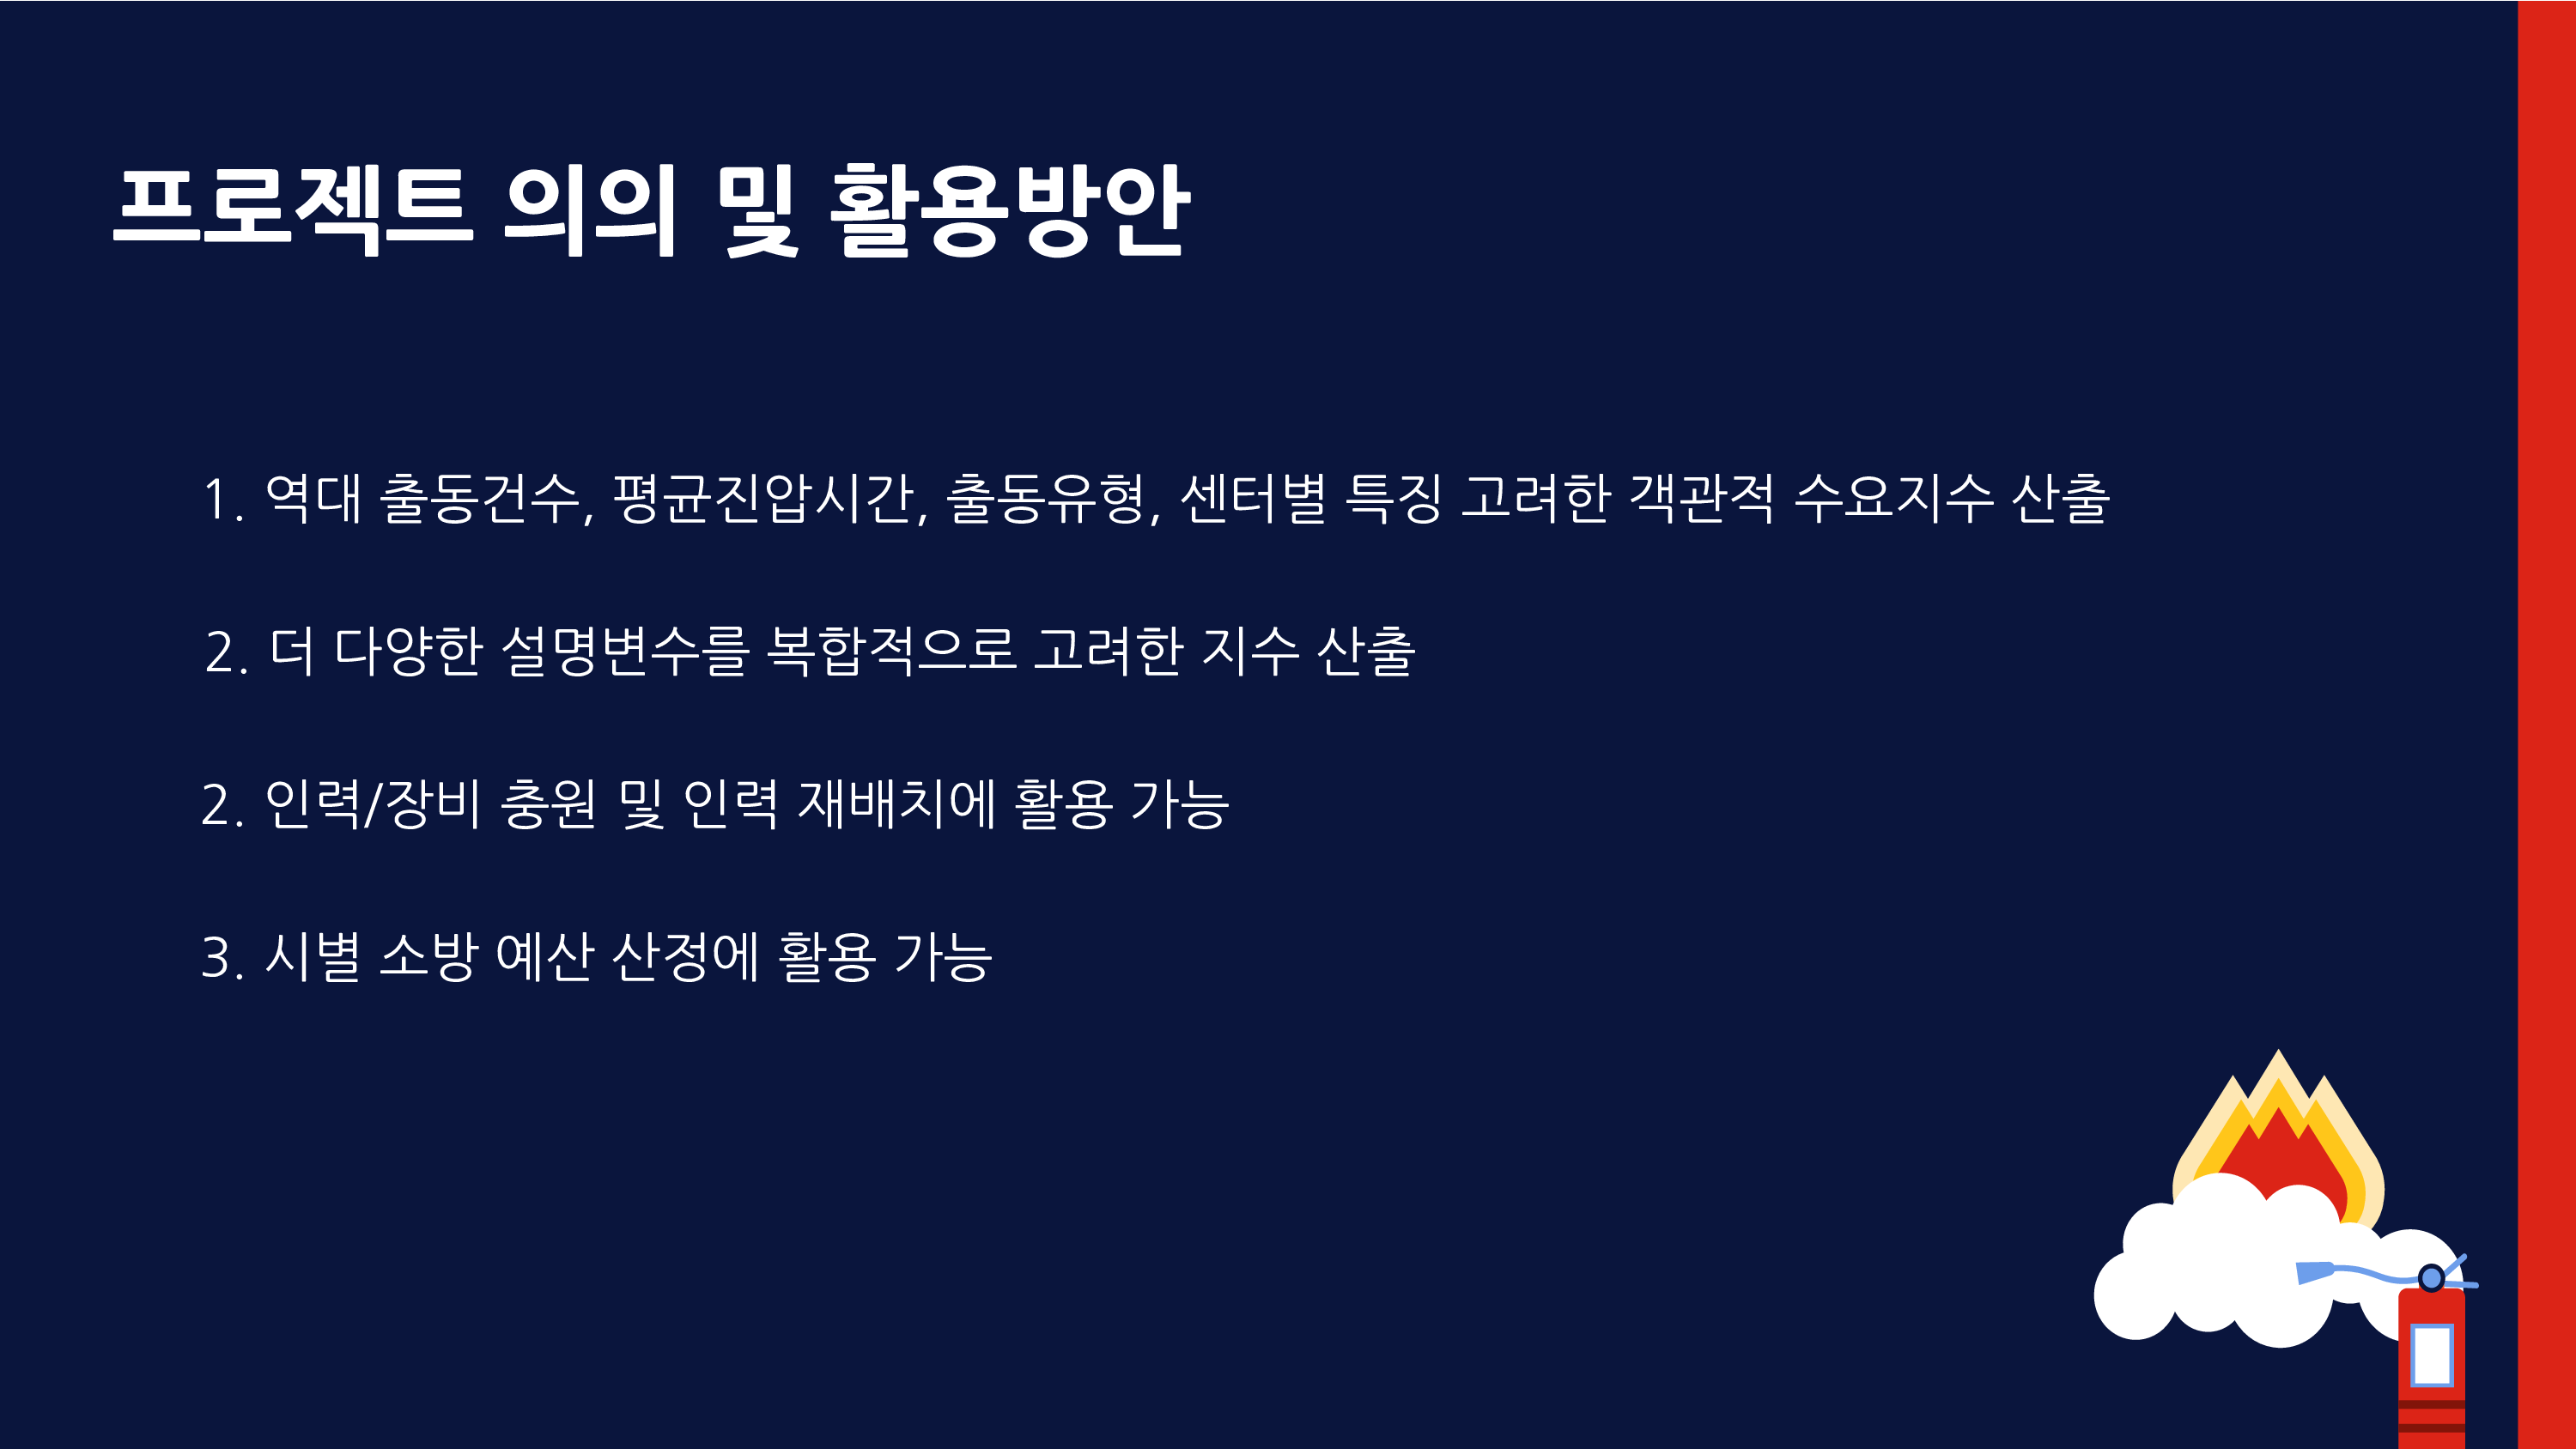 프로젝트 의의 및 활용방안
1. 역대 출동건수, 평균진압시간, 출동유형, 센터별 특징 고려한 객관적 수요지수 산출
2. 더 다양한 설명변수를 복합적으로 고려한 지수 산출
2. 인력/장비 충원 및 인력 재배치에 활용 가능
3. 시별 소방 예산 산정에 활용 가능